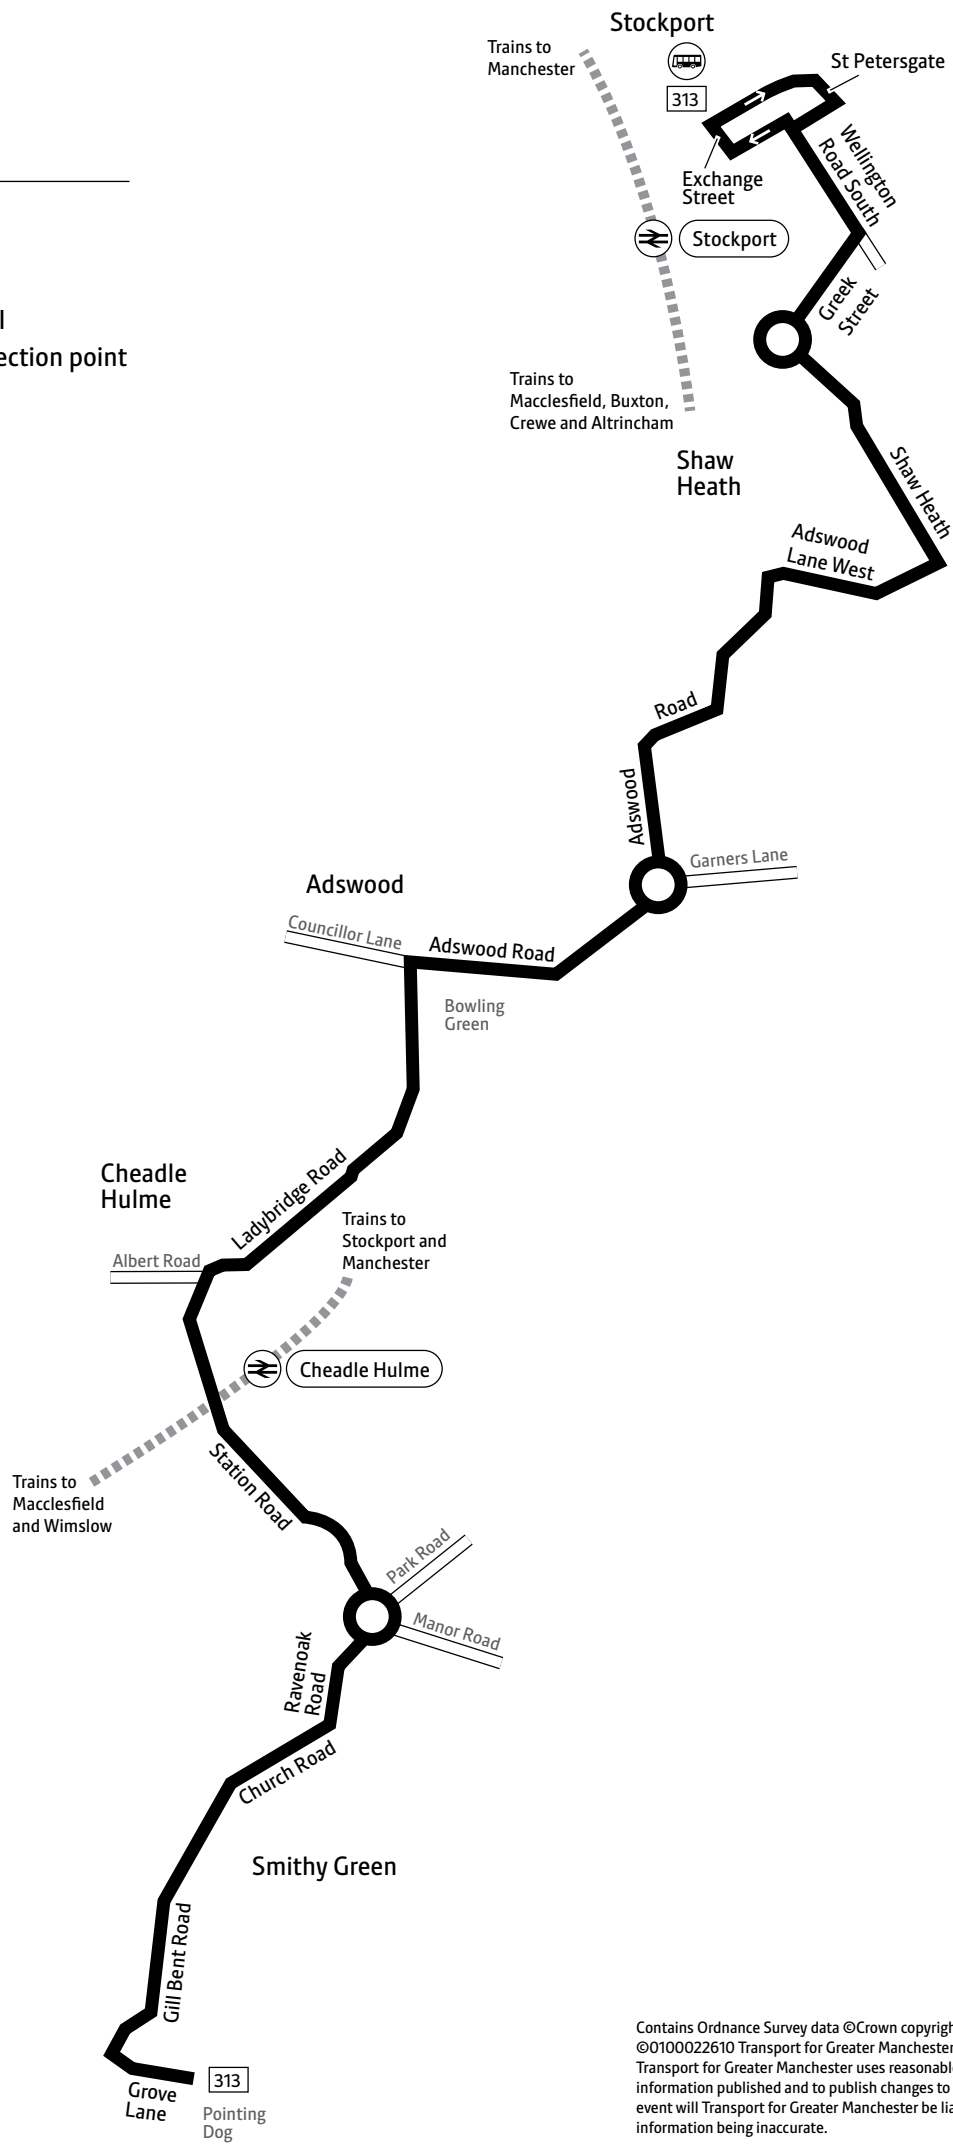 Stockport
Trains to
Manchester
St Petersgate
313
Wellington
Road South
Exchange
Street
Stockport
Greek
Street
l
ection point
Trains to
Macclesfield, Buxton,
Crewe and Altrincham
Shaw
Heath
Shaw Heath
Adswood
Lane West
Road
Adswood
Garners Lane
Adswood
Councillor Lane
Adswood Road
Bowling
Green
Cheadle
Hulme
Ladybridge Road
Trains to
Stockport and
Manchester
Albert Road
Cheadle Hulme
Station Road
Trains to
Macclesfield
and Wimslow
Park Road
Manor Road
Ravenoak
Road
Church Road
Smithy Green
Gill Bent Road
313
Grove
Lane
Pointing
Dog
Contains Ordnance Survey data ©Crown copyrigh
©0100022610 Transport for Greater Manchester
Transport for Greater Manchester uses reasonabl
information published and to publish changes to
event will Transport for Greater Manchester be lia
information being inaccurate.